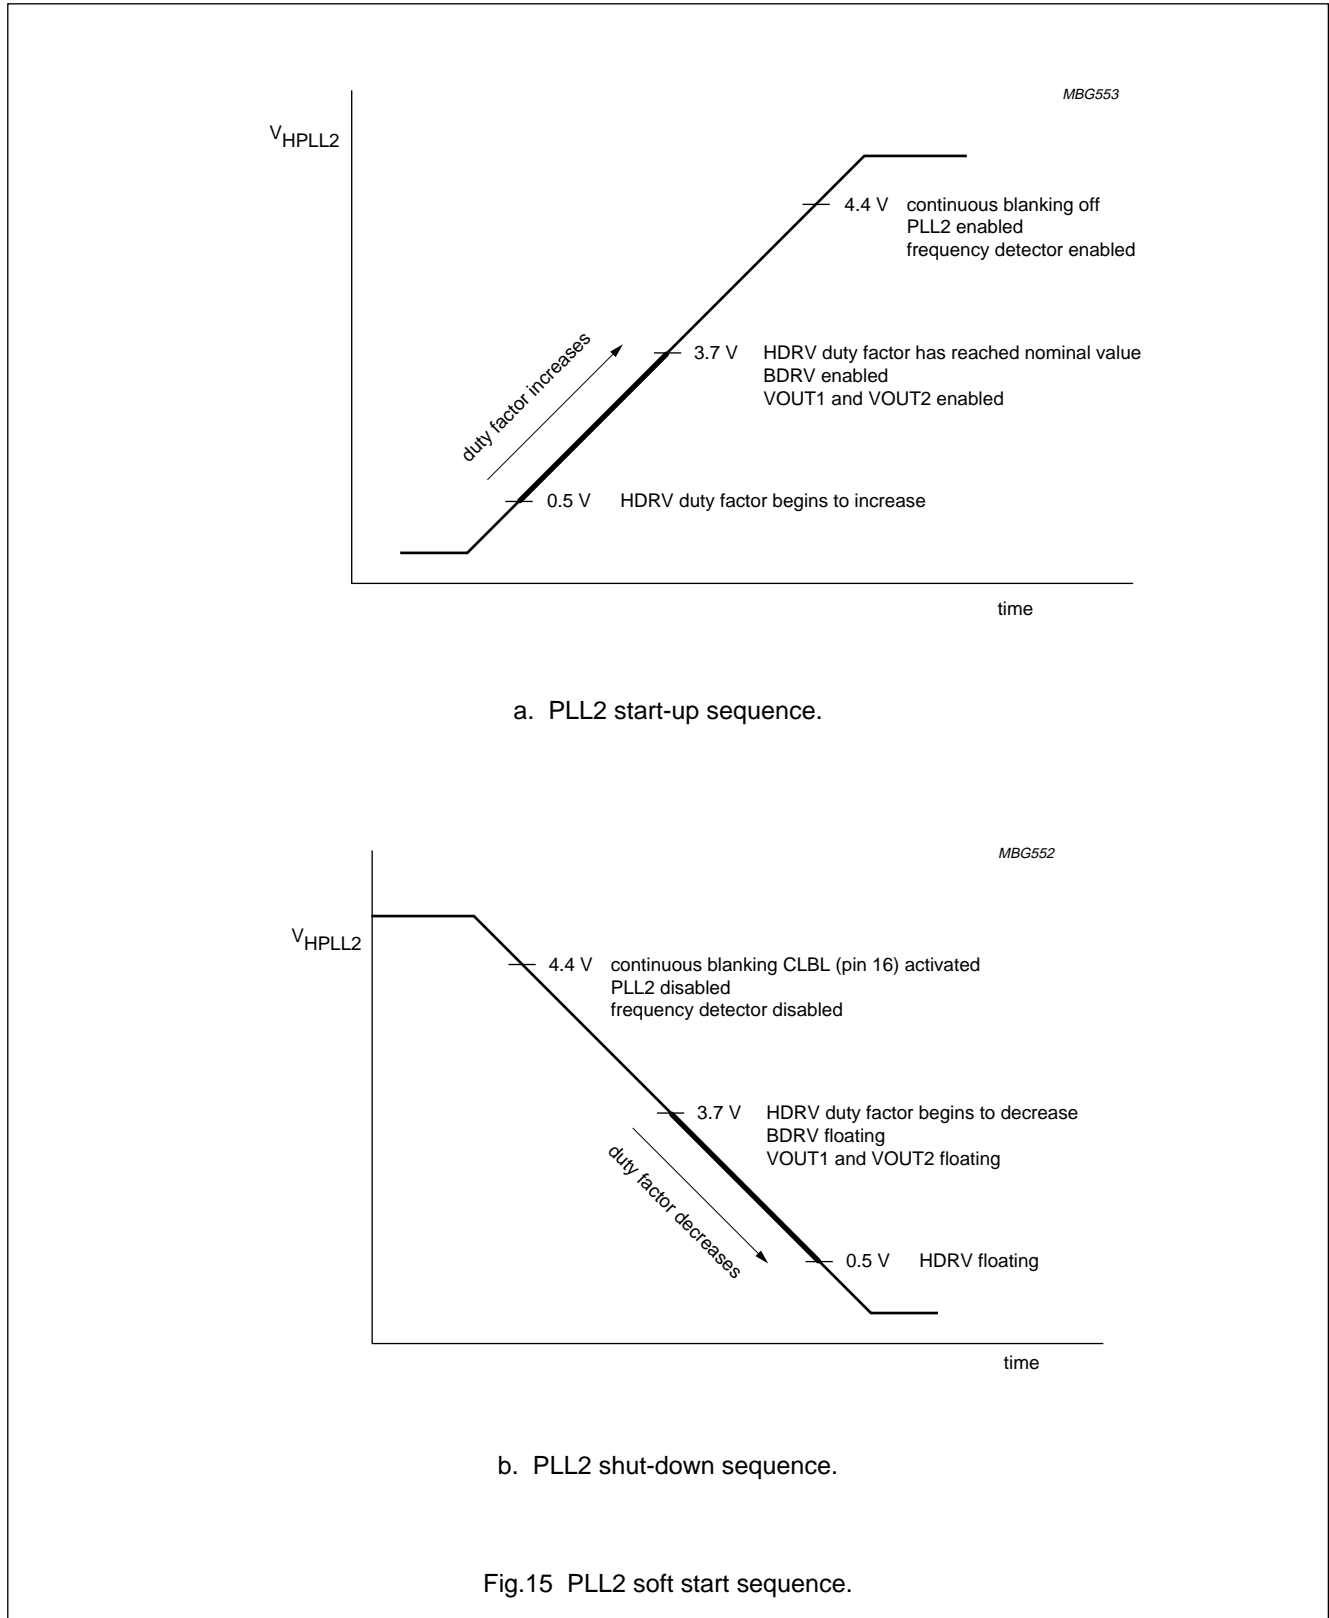 MBG553
VHPLL2
4.4 V continuous blanking off
PLL2 enabled
frequency detector enabled
duty factor increases
3.7 V HDRV duty factor has reached nominal value
BDRV enabled
VOUT1 and VOUT2 enabled
0.5 V HDRV duty factor begins to increase
time
a. PLL2 start-up sequence.
MBG552
VHPLL2
4.4 V continuous blanking CLBL (pin 16) activated
PLL2 disabled
frequency detector disabled
3.7 V HDRV duty factor begins to decrease
BDRV floating
VOUT1 and VOUT2 floating
duty factor decreases
0.5 V HDRV floating
time
b. PLL2 shut-down sequence.
Fig.15 PLL2 soft start sequence.